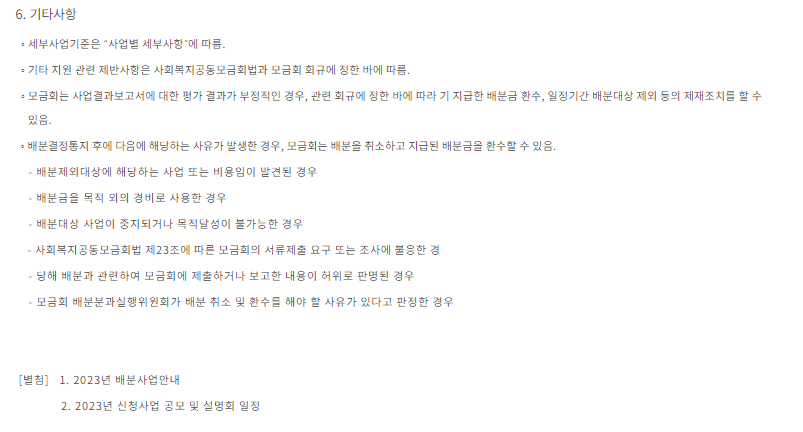 6. 기타사항
◦ 세부사업기준은 “사업별 세부사항”에 따름.
◦ 기타 지원 관련 제반사항은 사회복지공동모금회법과 모금회 회규에 정한 바에 따름.
◦ 모금회는 사업결과보고서에 대한 평가 결과가 부정적인 경우, 관련 회규에 정한 바에 따라 기 지급한 배분금 환수, 일정기간 배분대상 제외 등의 제재조치를 할 수
있음.
◦ 배분결정통지 후에 다음에 해당하는 사유가 발생한 경우, 모금회는 배분을 취소하고 지급된 배분금을 환수할 수 있음.
- 배분제외대상에 해당하는 사업 또는 비용임이 발견된 경우
- 배분금을 목적 외의 경비로 사용한 경우
- 배분대상 사업이 중지되거나 목적달성이 불가능한 경우
- 사회복지공동모금회법 제23조에 따른 모금회의 서류제출 요구 또는 조사에 불응한 경
- 당해 배분과 관련하여 모금회에 제출하거나 보고한 내용이 허위로 판명된 경우
- 모금회 배분분과실행위원회가 배분 취소 및 환수를 해야 할 사유가 있다고 판정한 경우
[별첨] 1. 2023년 배분사업안내
2. 2023년 신청사업 공모 및 설명회 일정